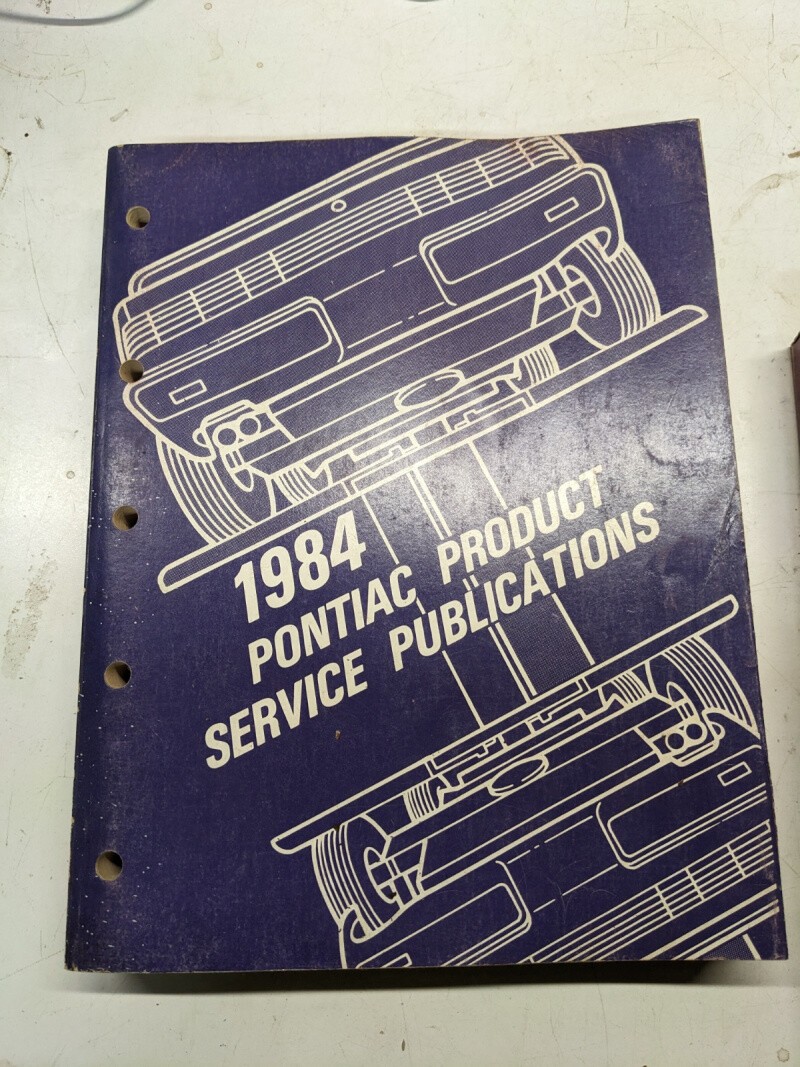 1984
PONTIAC PRODUCT
SERVICE PUBLICATIONS